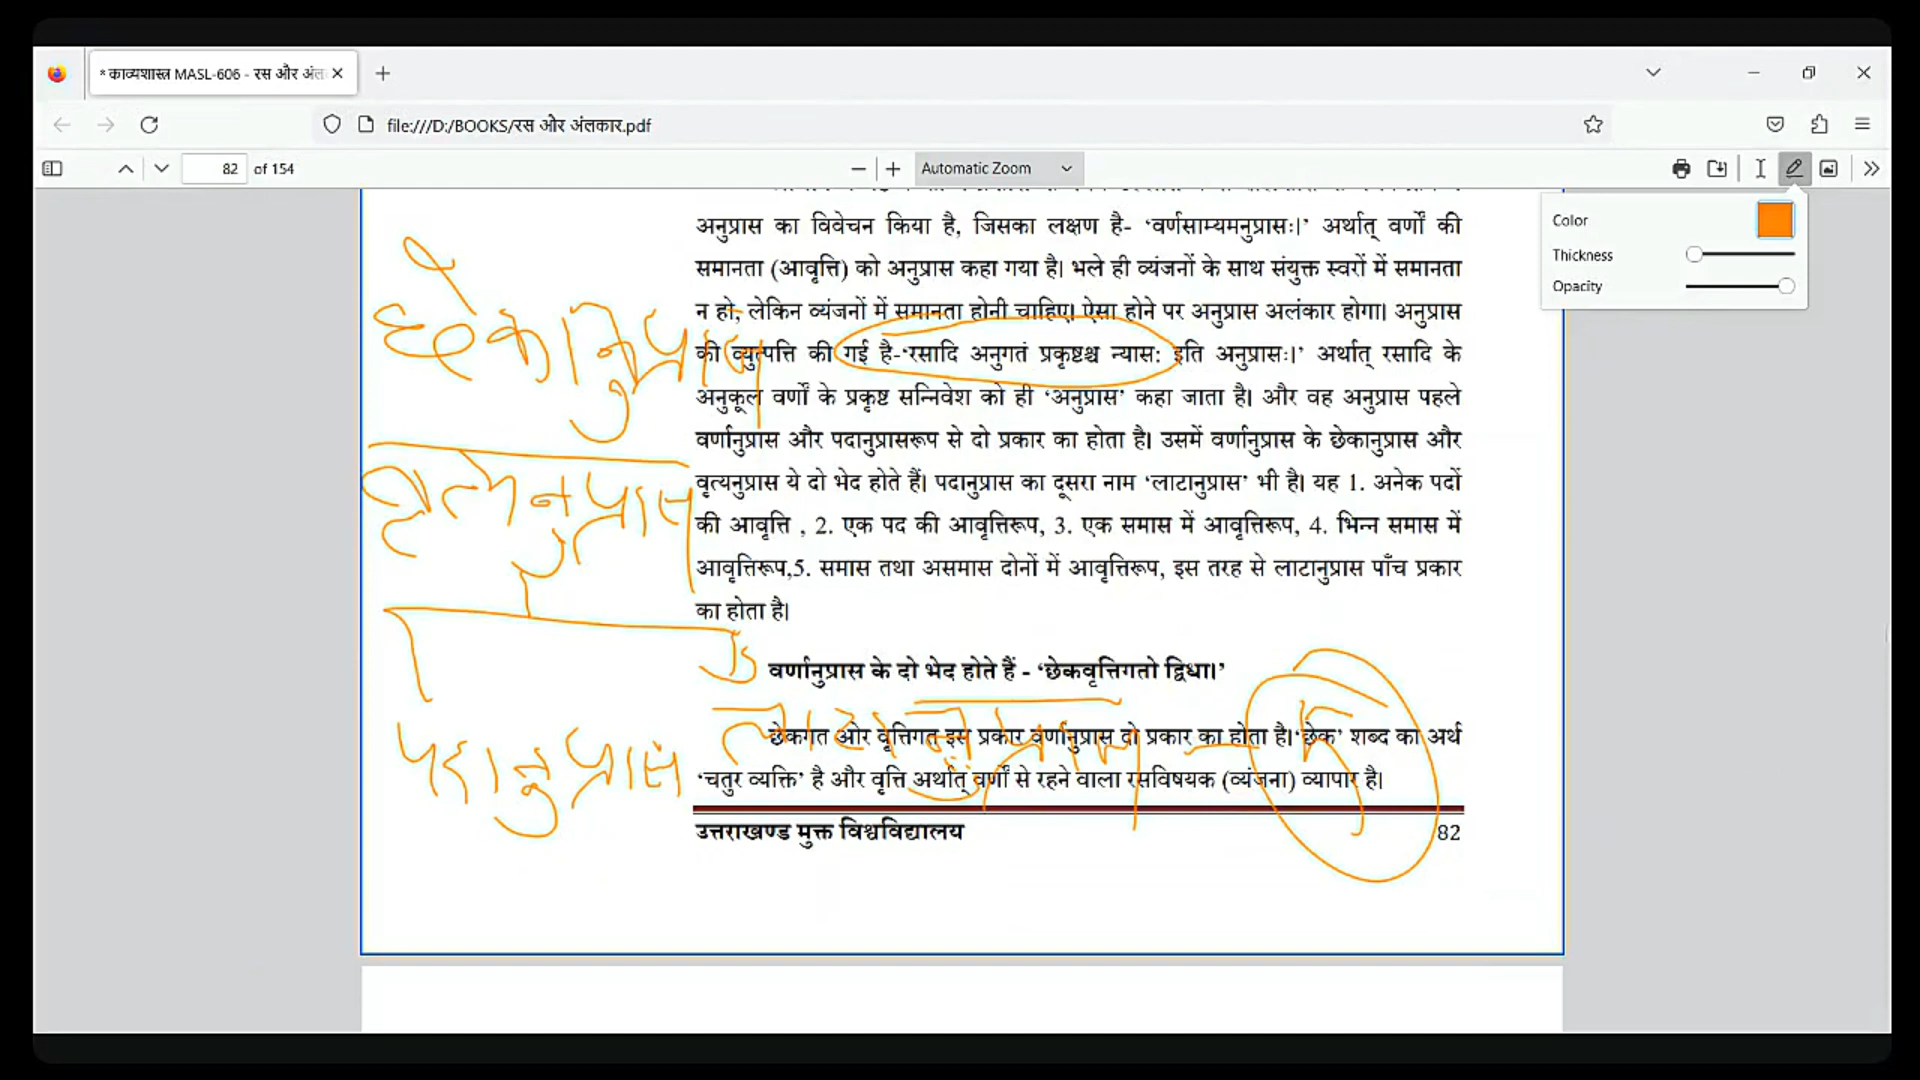 * काव्यशास्त्र MASL-606 - रस और अंल
file:///D:/BOOKS/रस और अंलकार.pdf
82 of 154
Automatic Zoom
Color
Thickness
Opacity
अनुप्रास का विवेचन किया है, जिसका लक्षण है- ‘वर्णसाम्यमनुप्रासः।’ अर्थात् वर्णों की
समानता (आवृत्ति) को अनुप्रास कहा गया है। भले ही व्यंजनों के साथ संयुक्त स्वरों में समानता
न हो, लेकिन व्यंजनों में समानता होनी चाहिए। ऐसा होने पर अनुप्रास अलंकार होगा। अनुप्रास
की व्युत्पत्ति की गई है-‘रसादि अनुगतं प्रकृष्टश्च न्यास: इति अनुप्रासः।’ अर्थात् रसादि के
अनुकूल वर्णों के प्रकृष्ट सन्निवेश को ही ‘अनुप्रास’ कहा जाता है। और वह अनुप्रास पहले
वर्णानुप्रास और पदानुप्रासरूप से दो प्रकार का होता है। उसमें वर्णानुप्रास के छेकानुप्रास और
वृत्यनुप्रास ये दो भेद होते हैं। पदानुप्रास का दूसरा नाम ‘लाटानुप्रास’ भी है। यह 1. अनेक पदों
की आवृत्ति , 2. एक पद की आवृत्तिरूप, 3. एक समास में आवृत्तिरूप, 4. भिन्न समास में
आवृत्तिरूप,5. समास तथा असमास दोनों में आवृत्तिरूप, इस तरह से लाटानुप्रास पाँच प्रकार
का होता है।
वर्णानुप्रास के दो भेद होते हैं - ‘छेकवृत्तिगतो द्विधा।’
छेकगत ओर वृत्तिगत इस प्रकार वर्णानुप्रास दो प्रकार का होता है।‘छेक’ शब्द का अर्थ
‘चतुर व्यक्ति’ है और वृत्ति अर्थात् वर्णों से रहने वाला रसविषयक (व्यंजना) व्यापार है।
उत्तराखण्ड मुक्त विश्वविद्यालय 82
छेकानुप्रास
वृत्यनुप्रास
पदानुप्रास
लाटानुप्रास - 5